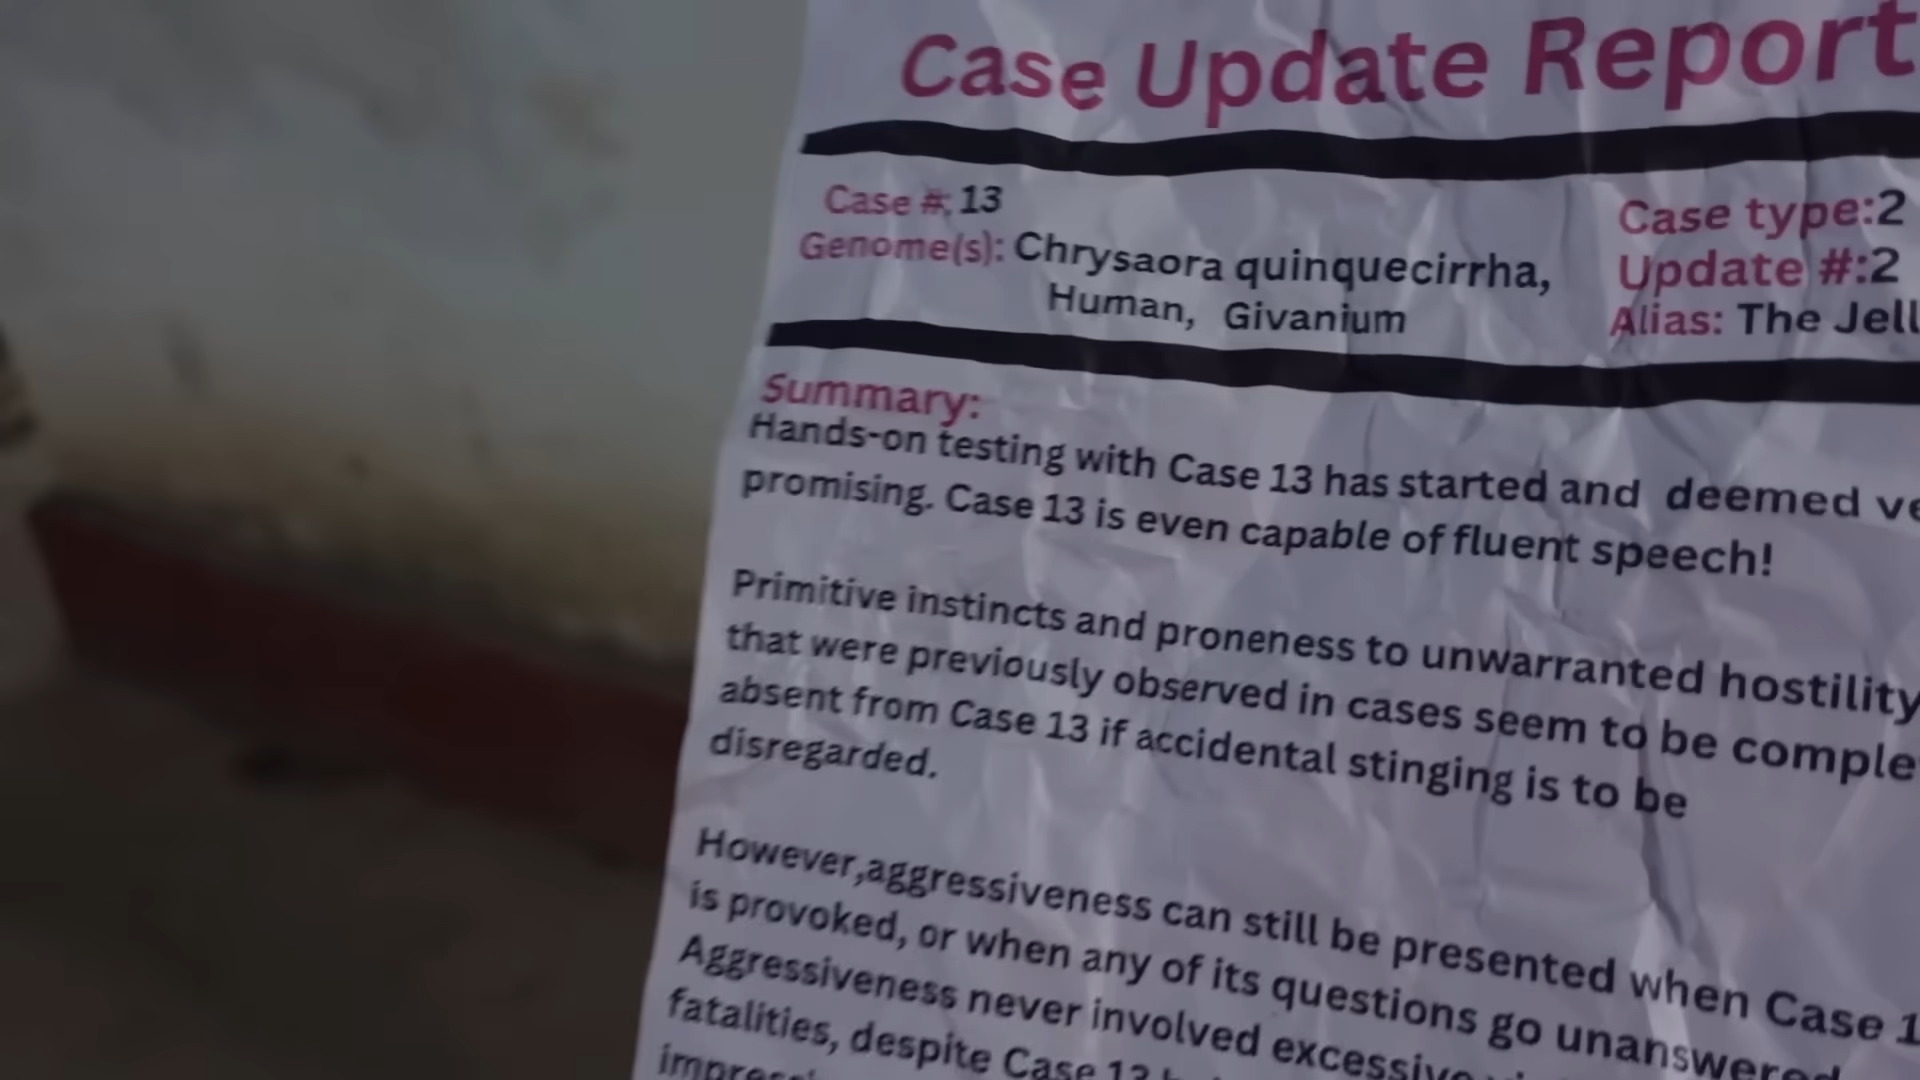 Case Update Report
Case #: 13
Case type:2
Genome(s): Chrysaora quinquecirrha,
Update #:2
Human, Givanium
Alias: The Jell
Summary:
Hands-on testing with Case 13 has started and deemed ve
promising. Case 13 is even capable of fluent speech!
Primitive instincts and proneness to unwarranted hostility
that were previously observed in cases seem to be comple
absent from Case 13 if accidental stinging is to be
disregarded.
However,aggressiveness can still be presented when Case 1
is provoked, or when any of its questions go unanswered
Aggressiveness never involved excessive
fatalities, despite Case 13